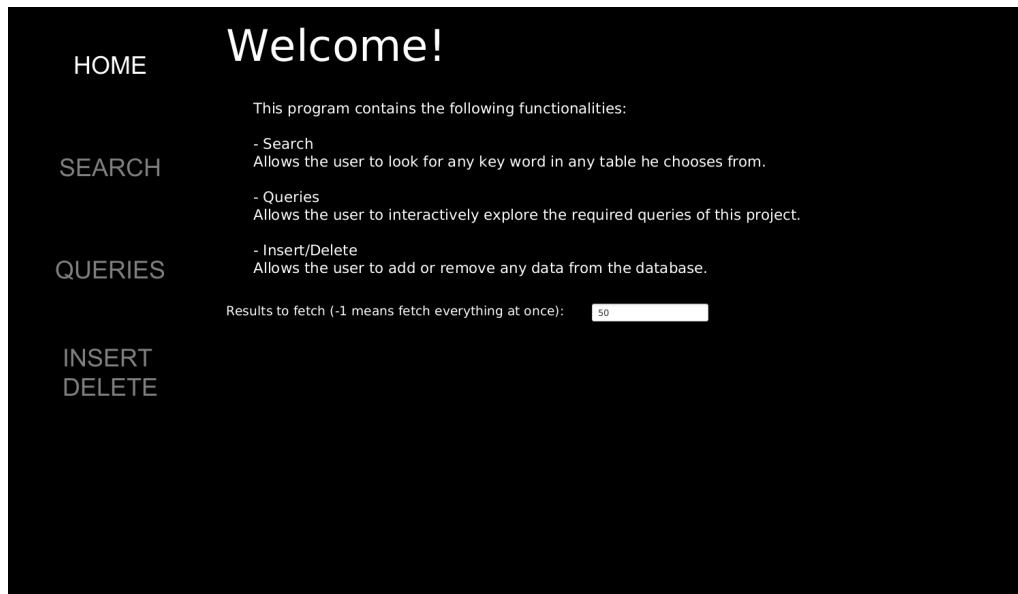 HOME
SEARCH
QUERIES
INSERT
DELETE
Welcome!
This program contains the following functionalities:
- Search
Allows the user to look for any key word in any table he chooses from.
- Queries
Allows the user to interactively explore the required queries of this project.
- Insert/Delete
Allows the user to add or remove any data from the database.
Results to fetch (-1 means fetch everything at once): 50